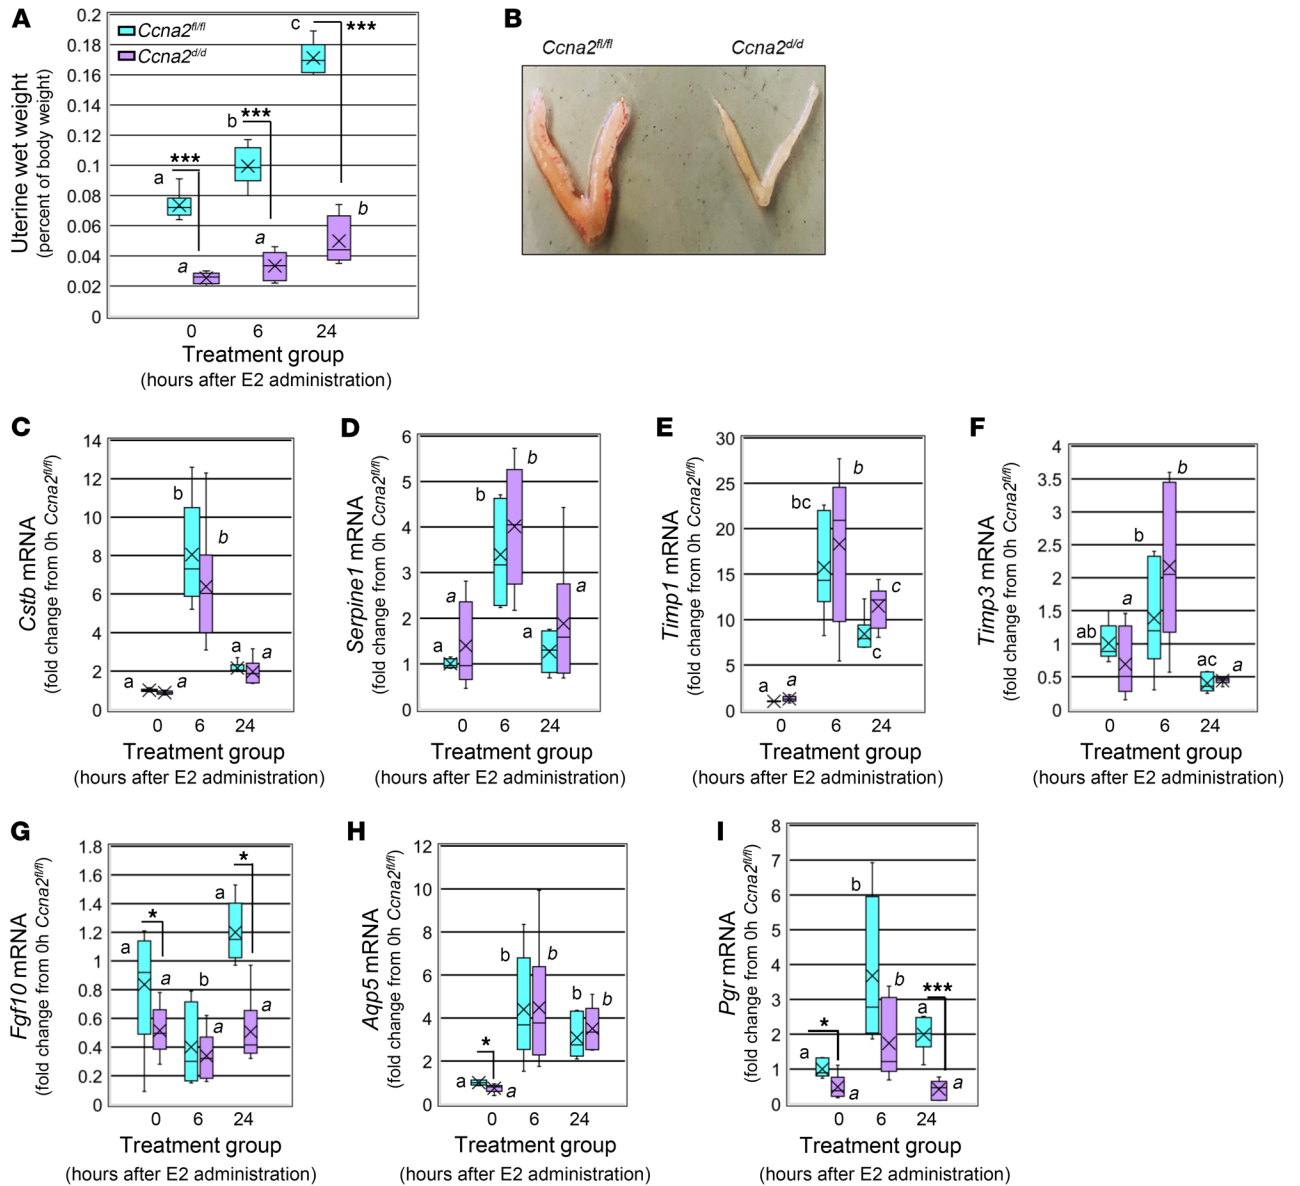 A
Uterine wet weight
(percent of body weight)
0.2
0.18
0.16
0.14
0.12
0.1
0.08
0.06
0.04
0.02
0
Ccna2fl/fl
Ccna2d/d
a
***
a
b
***
a
c
***
b
0 6 24
Treatment group
(hours after E2 administration)
B
Ccna2fl/fl Ccna2d/d
C
Cstb mRNA
(fold change from 0h Ccna2fl/fl)
14
12
10
8
6
4
2
0
a a
b b
a a
0 6 24
Treatment group
(hours after E2 administration)
D
Serpine1 mRNA
(fold change from 0h Ccna2fl/fl)
6
5
4
3
2
1
0
a a
b b
a a
0 6 24
Treatment group
(hours after E2 administration)
E
Timp1 mRNA
(fold change from 0h Ccna2fl/fl)
30
25
20
15
10
5
0
a a
bc b
c c
0 6 24
Treatment group
(hours after E2 administration)
F
Timp3 mRNA
(fold change from 0h Ccna2fl/fl)
4
3.5
3
2.5
2
1.5
1
0.5
0
ab a
b b
ac a
0 6 24
Treatment group
(hours after E2 administration)
G
Fgf10 mRNA
(fold change from 0h Ccna2fl/fl)
1.8
1.6
1.4
1.2
1
0.8
0.6
0.4
0.2
0
a * a
b a
a * a
0 6 24
Treatment group
(hours after E2 administration)
H
Aqp5 mRNA
(fold change from 0h Ccna2fl/fl)
12
10
8
6
4
2
0
a * a
b b
b b
0 6 24
Treatment group
(hours after E2 administration)
I
Pgr mRNA
(fold change from 0h Ccna2fl/fl)
8
7
6
5
4
3
2
1
0
a * a
b b
a *** a
0 6 24
Treatment group
(hours after E2 administration)